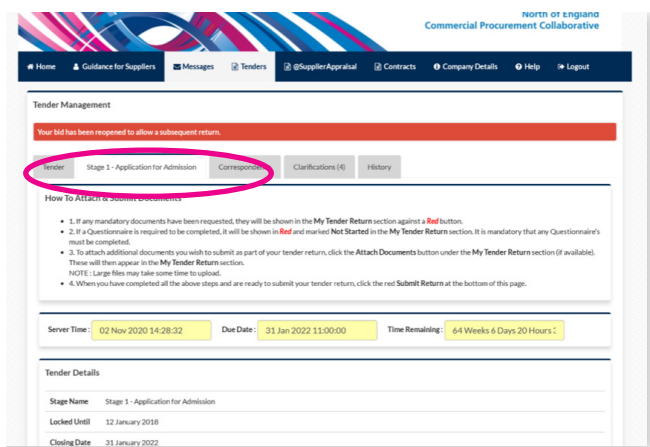 North of England
Commercial Procurement Collaborative
Home Guidance for Suppliers Messages Tenders @SupplierAppraisal Contracts Company Details Help Logout
Tender Management
Your bid has been reopened to allow a subsequent return.
Tender Stage 1 - Application for Admission Correspondence Clarifications (4) History
How To Attach & Submit Documents
1. If any mandatory documents have been requested, they will be shown in the My Tender Return section against a Red button.
2. If a Questionnaire is required to be completed, it will be shown in Red and marked Not Started in the My Tender Return section. It is mandatory that any Questionnaire's
must be completed.
3. To attach additional documents you wish to submit as part of your tender return, click the Attach Documents button under the My Tender Return section (if available).
These will then appear in the My Tender Return section.
NOTE : Large files may take some time to upload.
4. When you have completed all the above steps and are ready to submit your tender return, click the red Submit Return at the bottom of this page.
Server Time : 02 Nov 2020 14:28:32 Due Date : 31 Jan 2022 11:00:00 Time Remaining : 64 Weeks 6 Days 20 Hours
Tender Details
Stage Name Stage 1 - Application for Admission
Locked Until 12 January 2018
Closing Date 31 January 2022